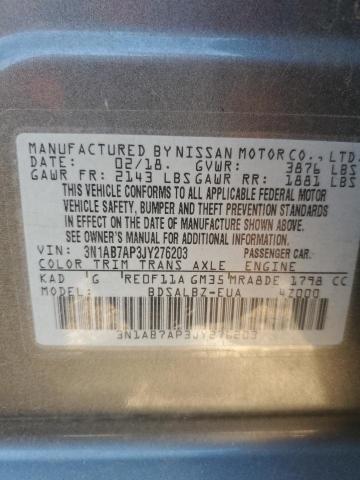 MANUFACTURED BY NISSAN MOTOR CO., LTD.
DATE: 02/18. GVWR: 3876 LBS
GAWR FR: 2143 LBS GAWR RR: 1881 LBS
THIS VEHICLE CONFORMS TO ALL APPLICABLE FEDERAL MOTOR
VEHICLE SAFETY, BUMPER AND THEFT PREVENTION STANDARDS
IN EFFECT ON THE DATE OF MANUFACTURE SHOWN ABOVE.
SEE OWNER'S MANUAL FOR ADDITIONAL INFORMATION
VIN: 3N1AB7AP3JY276203 PASSENGER CAR.
COLOR TRIM TRANS AXLE ENGINE
KAD G RE0F11A GM35 MRA8DE 1798 CC
MODEL: BDSALBZ-EUA 4Z000
3N1AB7AP3JY276203